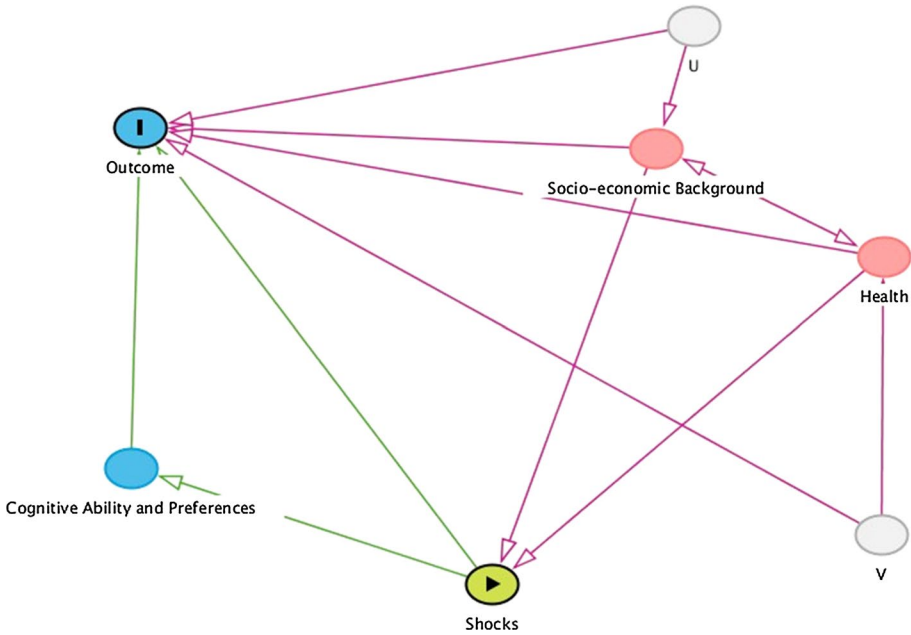 U
Outcome
Socio-economic Background
Health
Cognitive Ability and Preferences
V
Shocks